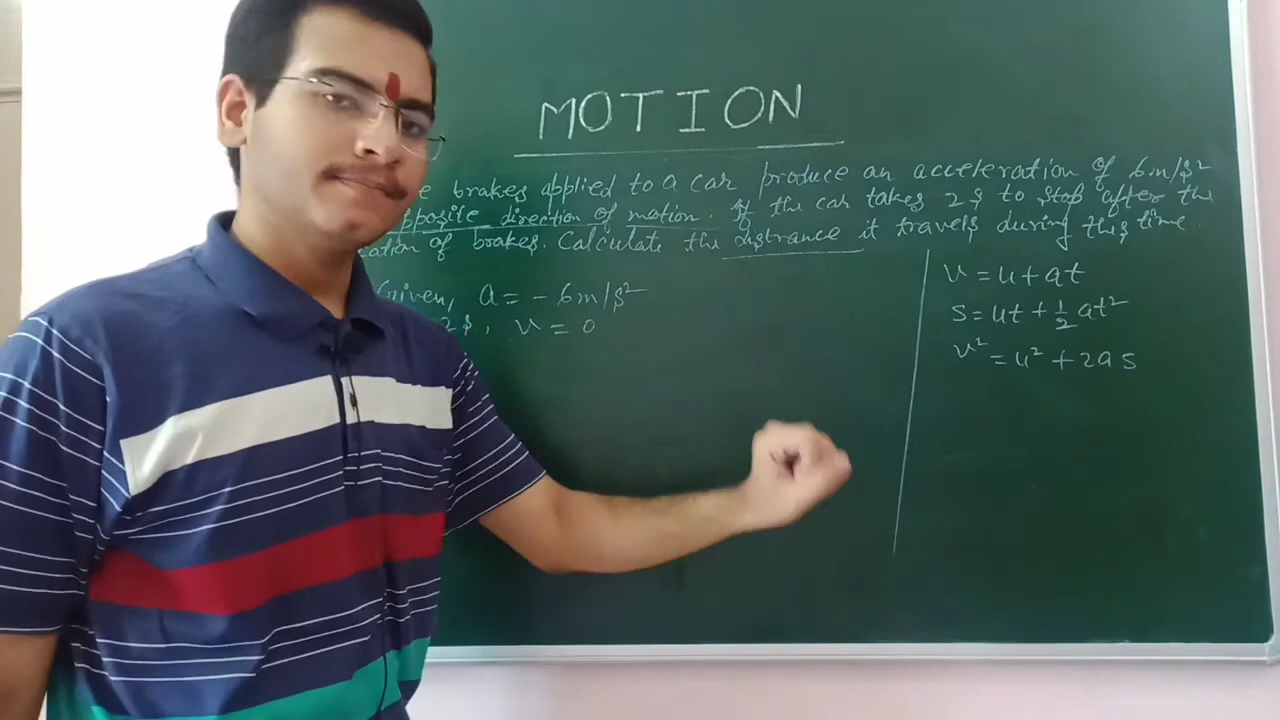 MOTION
brakes applied to a car produce an acceleration of 6m/s²
opposite direction of motion. If the car takes 2s to stop after the
cation of brakes. Calculate the distrance it travels during this time.
Given, a = - 6m/s²
2s, v = 0
v = u + at
s = ut + 1/2 at²
v² = u² + 2as